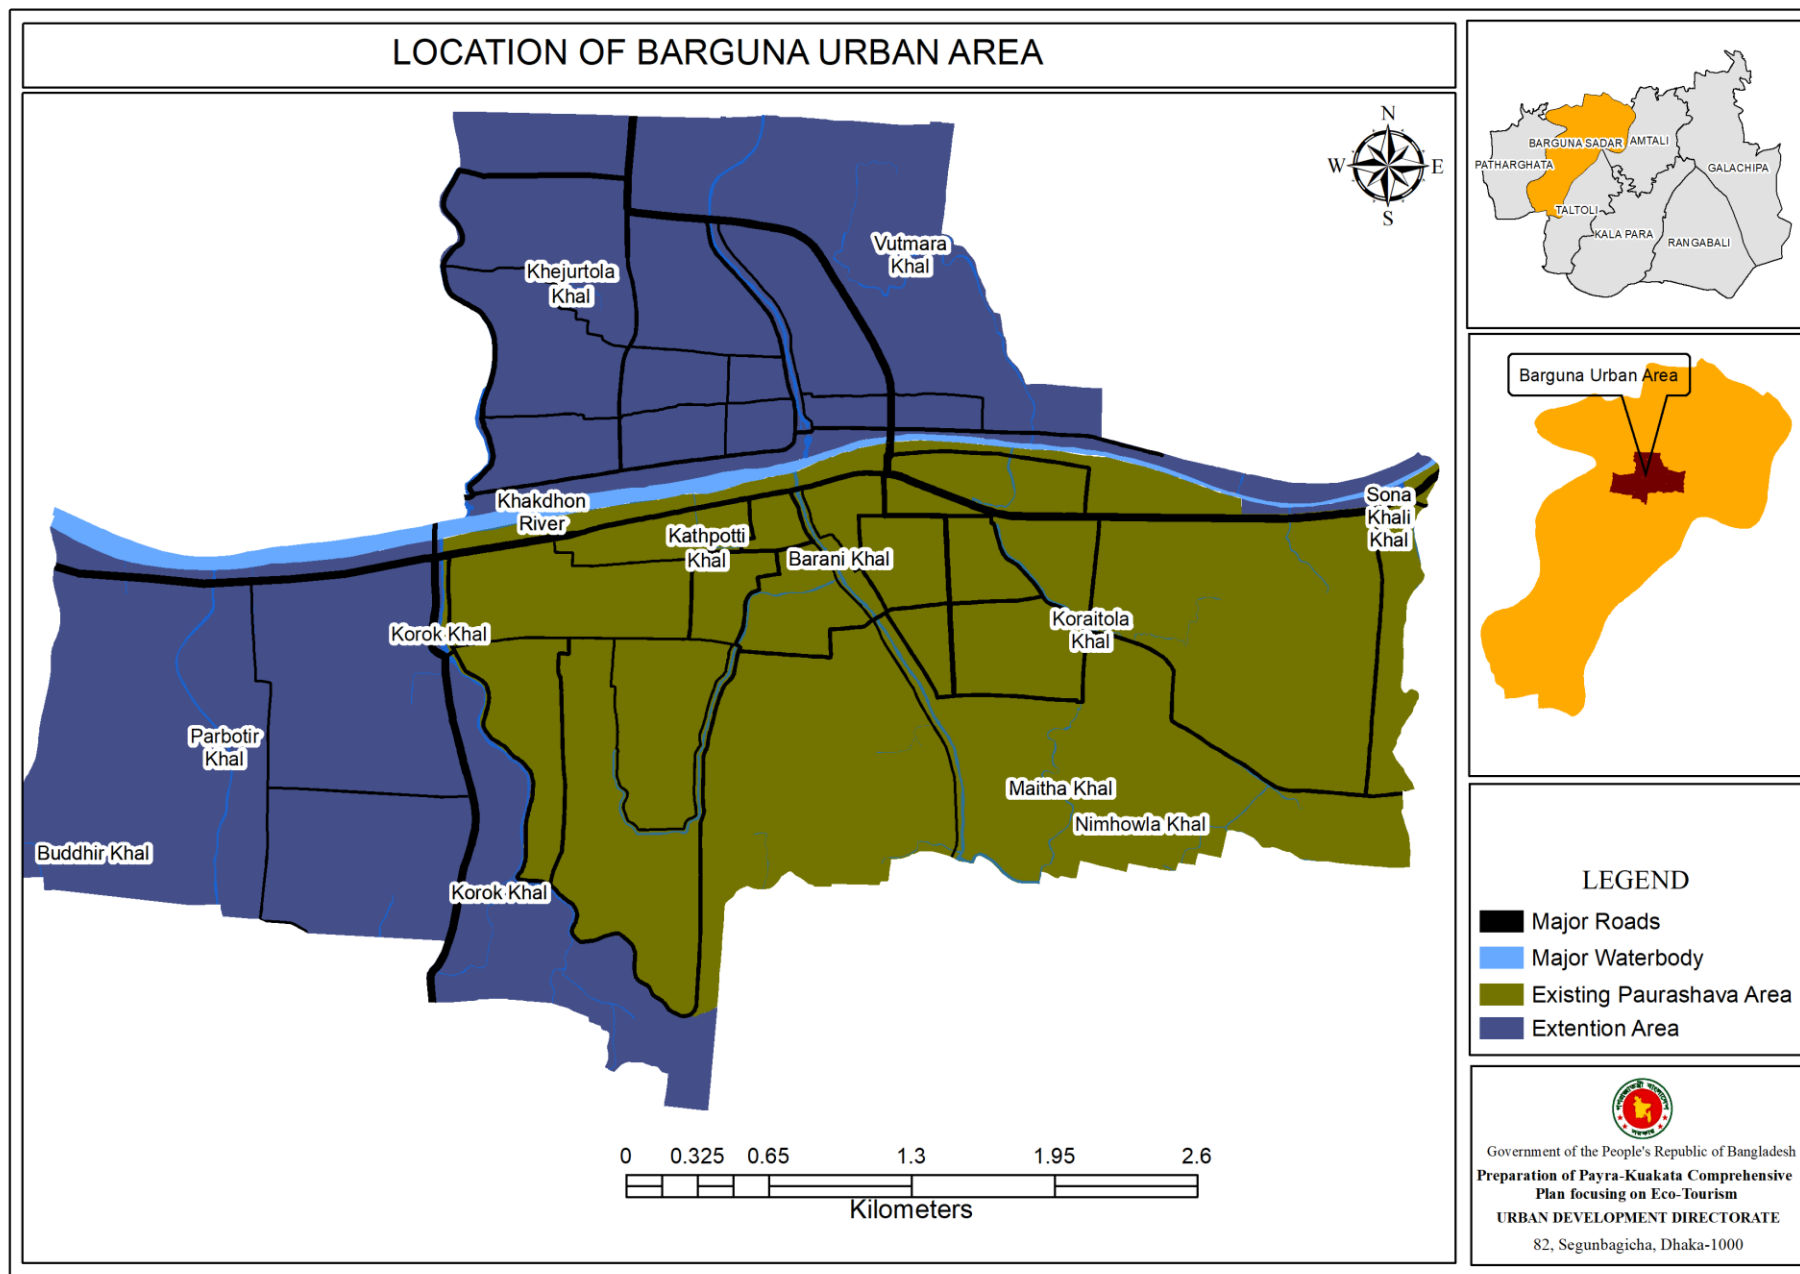 LOCATION OF BARGUNA URBAN AREA
N
W
E
S
Vutmara
Khal
Khejurtola
Khal
Khakdhon
River
Kathpotti
Khal
Barani Khal
Sona
Khali
Khal
Korok Khal
Koraitola
Khal
Parbotir
Khal
Maitha Khal
Nimhowla Khal
Buddhir Khal
Korok Khal
0 0.325 0.65 1.3 1.95 2.6
Kilometers
BARGUNA SADAR
AMTALI
PATHARGHATA
GALACHIPA
TALTOLI
KALA PARA
RANGABALI
Barguna Urban Area
LEGEND
Major Roads
Major Waterbody
Existing Paurashava Area
Extention Area
Government of the People's Republic of Bangladesh
Preparation of Payra-Kuakata Comprehensive
Plan focusing on Eco-Tourism
URBAN DEVELOPMENT DIRECTORATE
82, Segunbagicha, Dhaka-1000